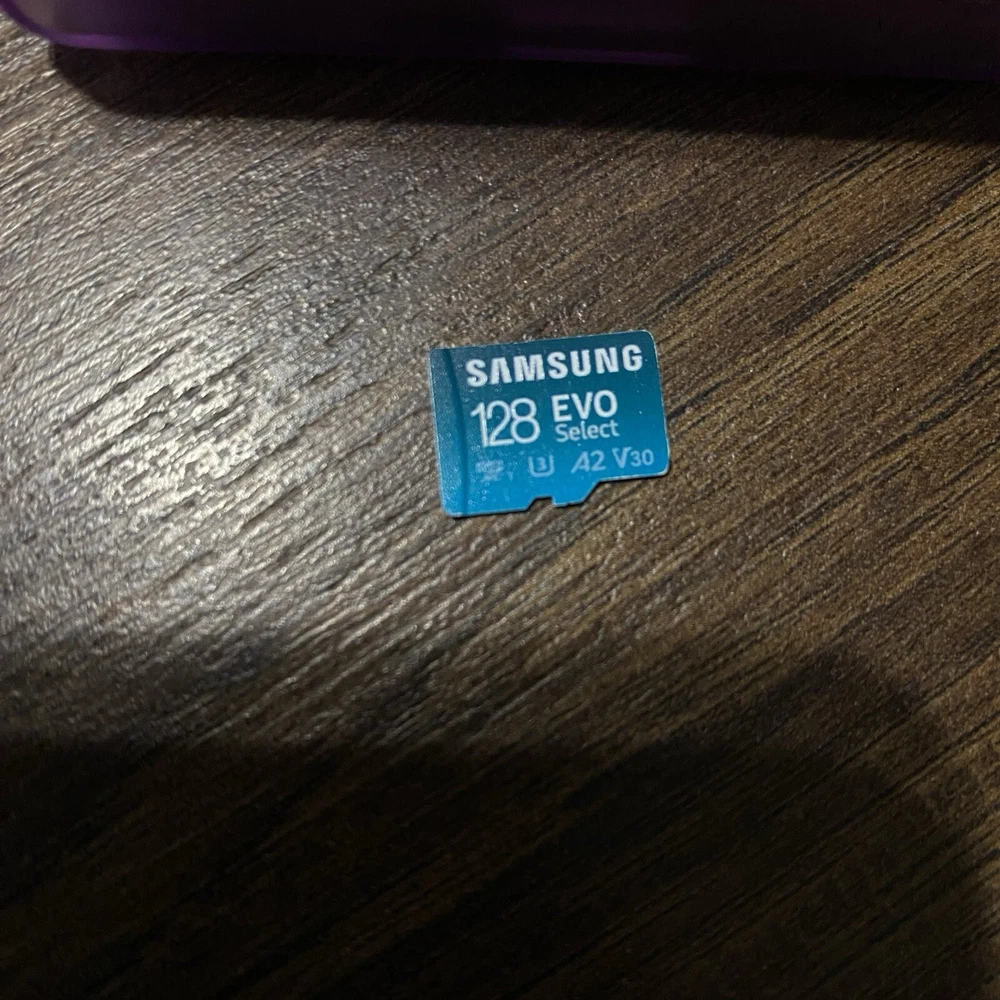 SAMSUNG
128 EVO
Select
3 A2 V30